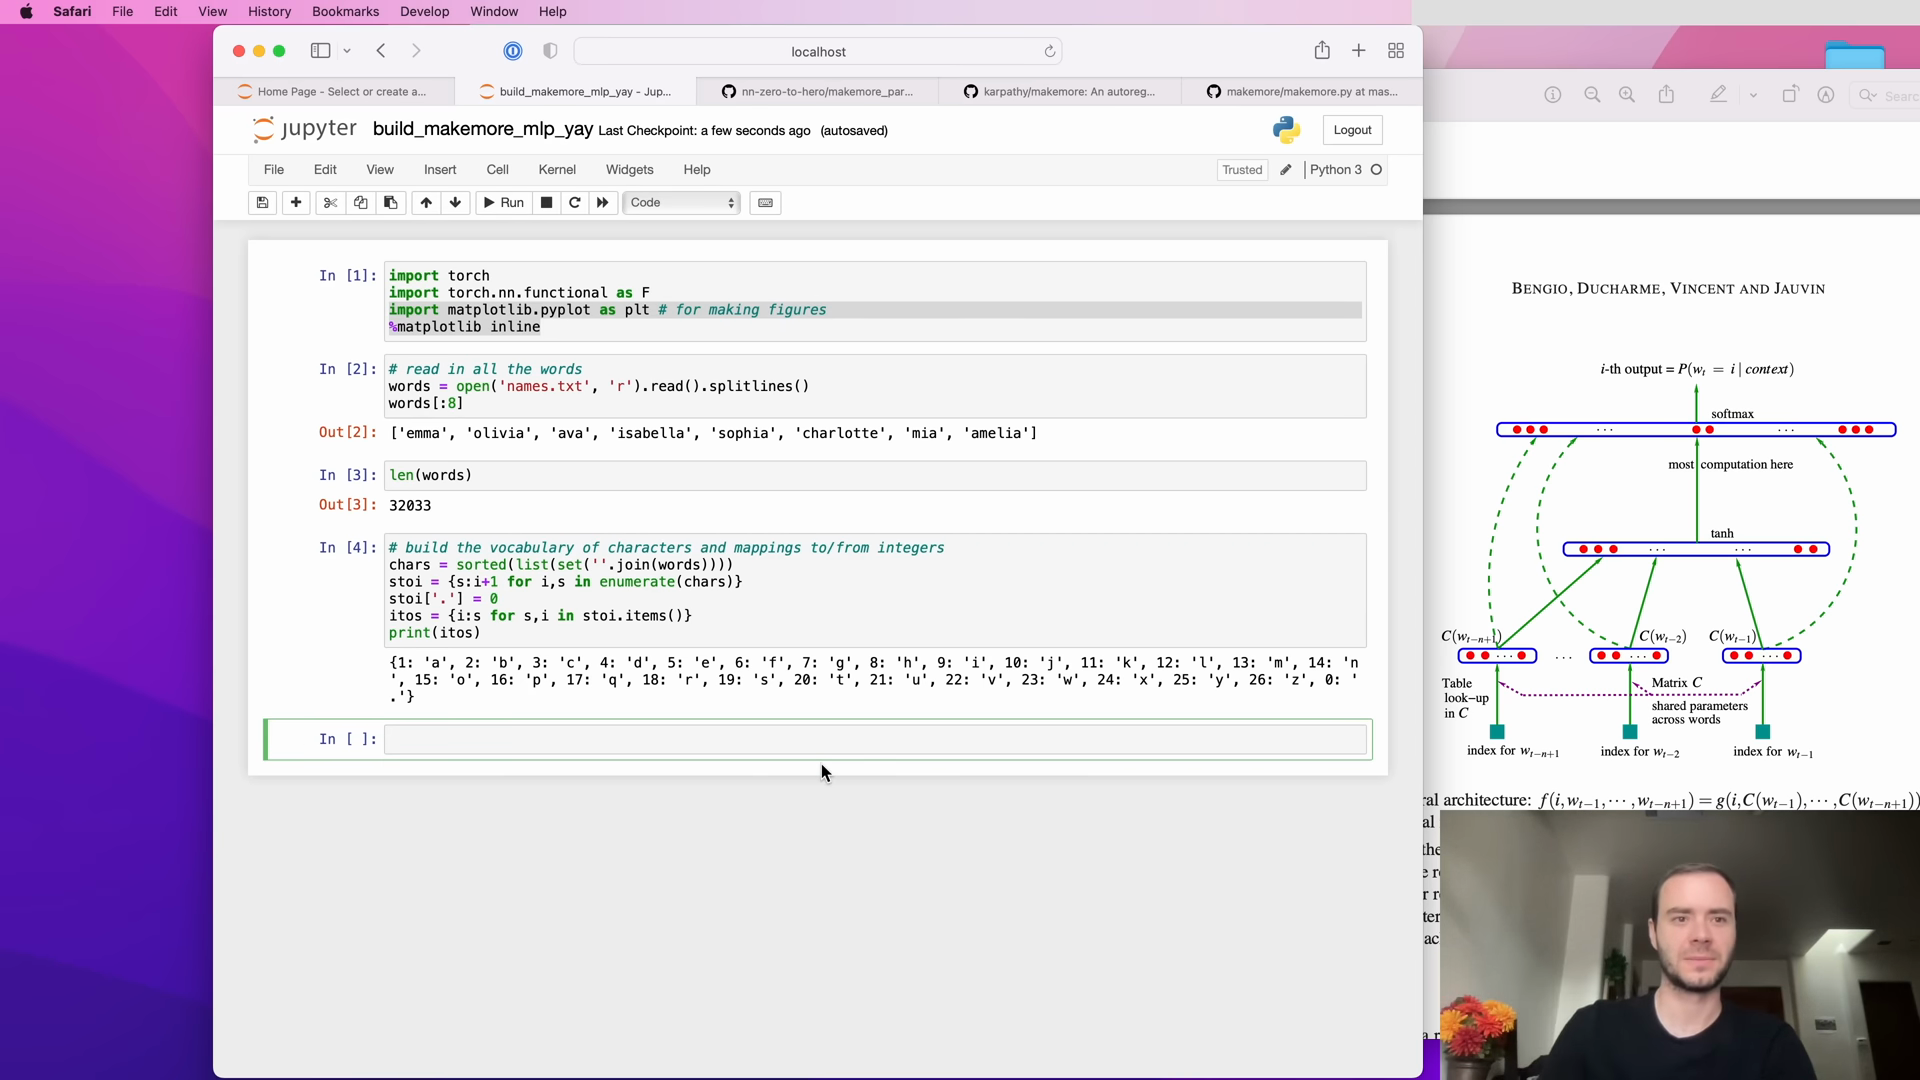 Safari File Edit View History Bookmarks Develop Window Help
localhost
Home Page - Select or create a...
build_makemore_mlp_yay - Jup...
nn-zero-to-hero/makemore_par...
karpathy/makemore: An autoreg...
makemore/makemore.py at mas...
Searc
jupyter build_makemore_mlp_yay Last Checkpoint: a few seconds ago (autosaved)
Logout
File Edit View Insert Cell Kernel Widgets Help
Trusted
Python 3
Run
Code
In [1]: import torch
import torch.nn.functional as F
import matplotlib.pyplot as plt # for making figures
%matplotlib inline
In [2]: # read in all the words
words = open('names.txt', 'r').read().splitlines()
words[:8]
Out[2]: ['emma', 'olivia', 'ava', 'isabella', 'sophia', 'charlotte', 'mia', 'amelia']
In [3]: len(words)
Out[3]: 32033
In [4]: # build the vocabulary of characters and mappings to/from integers
chars = sorted(list(set(''.join(words))))
stoi = {s:i+1 for i,s in enumerate(chars)}
stoi['.'] = 0
itos = {i:s for s,i in stoi.items()}
print(itos)
{1: 'a', 2: 'b', 3: 'c', 4: 'd', 5: 'e', 6: 'f', 7: 'g', 8: 'h', 9: 'i', 10: 'j', 11: 'k', 12: 'l', 13: 'm', 14: 'n
', 15: 'o', 16: 'p', 17: 'q', 18: 'r', 19: 's', 20: 't', 21: 'u', 22: 'v', 23: 'w', 24: 'x', 25: 'y', 26: 'z', 0: '
.'}
In [ ]:
BENGIO, DUCHARME, VINCENT AND JAUVIN
i-th output = P(w_t = i | context)
softmax
. . .
. . .
most computation here
tanh
. . .
. . .
C(w_{t−n+1})
C(w_{t−2})
C(w_{t−1})
. . .
Table
look−up
in C
Matrix C
shared parameters
across words
index for w_{t−n+1}
index for w_{t−2}
index for w_{t−1}
ral architecture: f(i, w_{t−1}, ··· , w_{t−n+1}) = g(i, C(w_{t−1}), ··· , C(w_{t−n+1}))
al
the